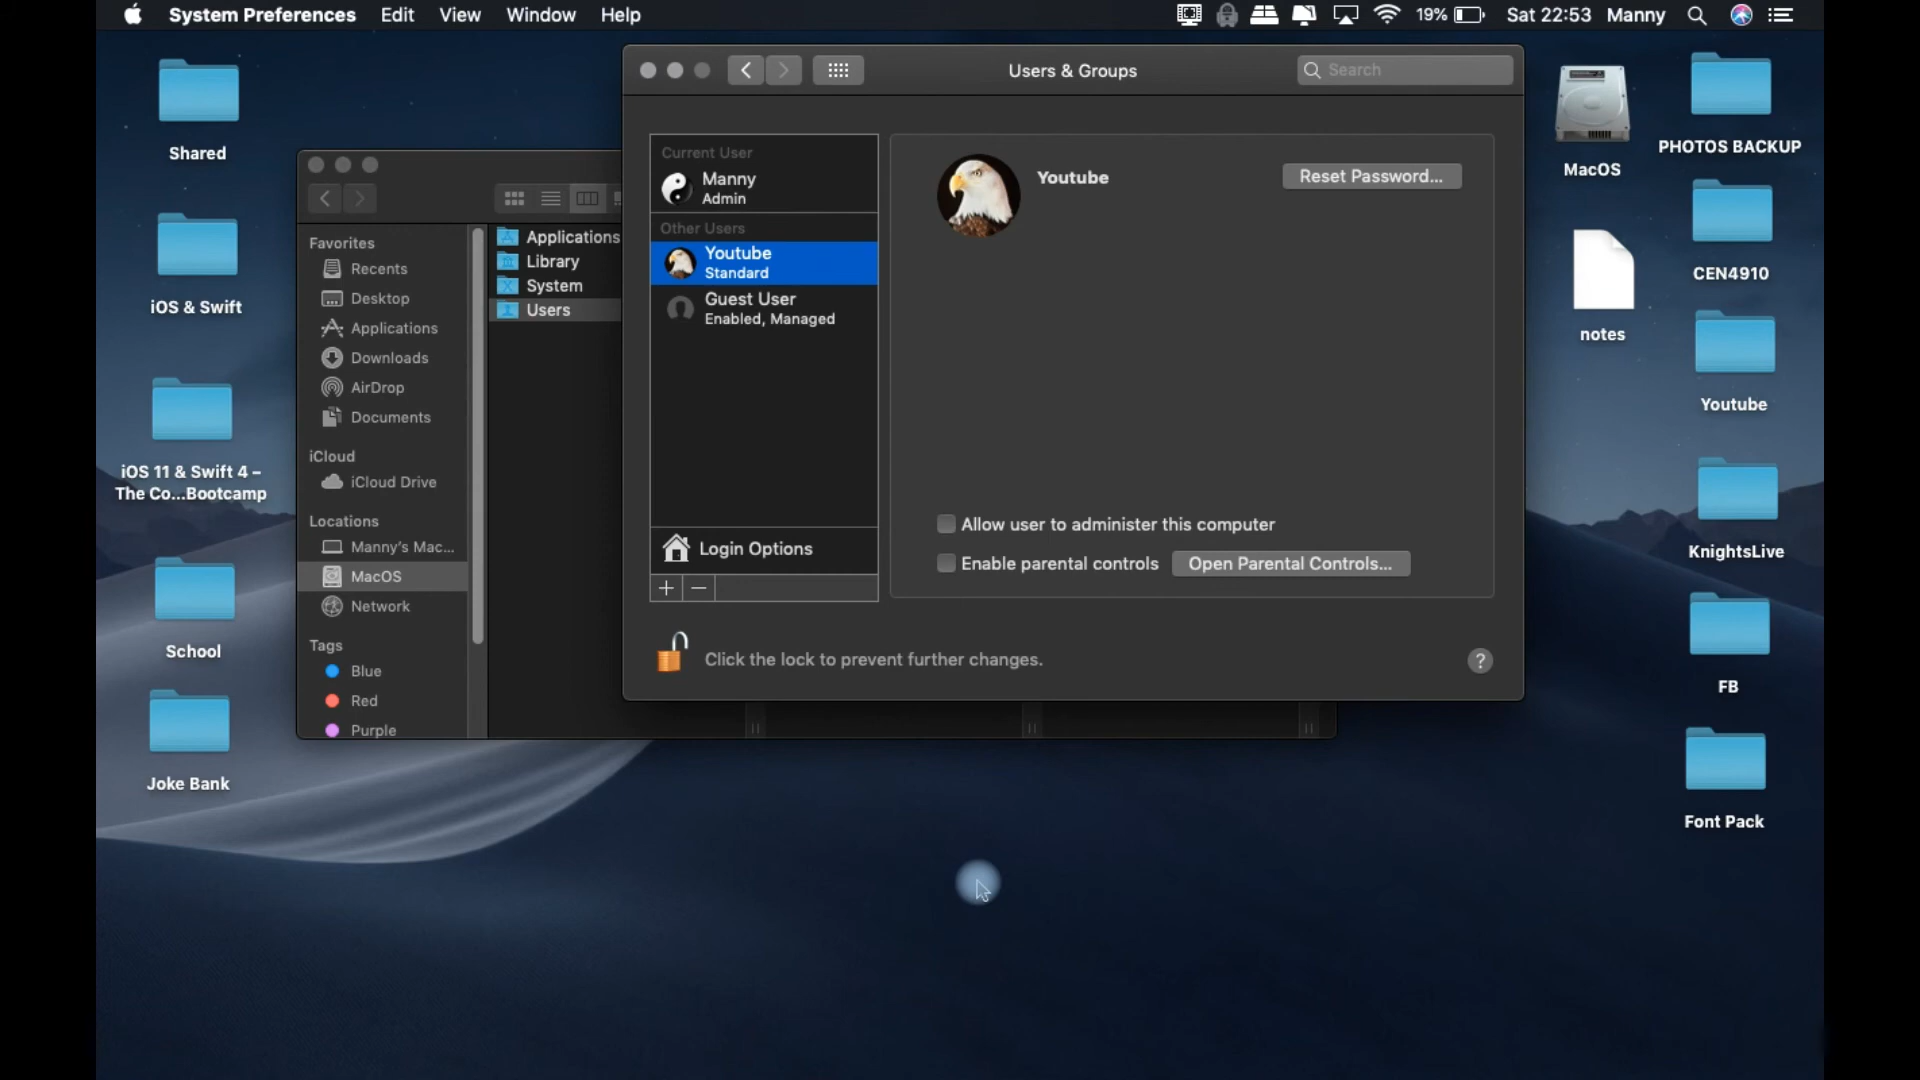 System Preferences Edit View Window Help
19% Sat 22:53 Manny
Shared
iOS & Swift
iOS 11 & Swift 4 –
The Co...Bootcamp
School
Joke Bank
Favorites
Recents
Desktop
Applications
Downloads
AirDrop
Documents
iCloud
iCloud Drive
Locations
Manny's Mac...
MacOS
Network
Tags
Blue
Red
Purple
Applications
Library
System
Users
Users & Groups
Search
Current User
Manny
Admin
Other Users
Youtube
Standard
Guest User
Enabled, Managed
Login Options
+ −
Youtube
Reset Password...
Allow user to administer this computer
Enable parental controls
Open Parental Controls...
Click the lock to prevent further changes.
?
MacOS
notes
PHOTOS BACKUP
CEN4910
Youtube
KnightsLive
FB
Font Pack